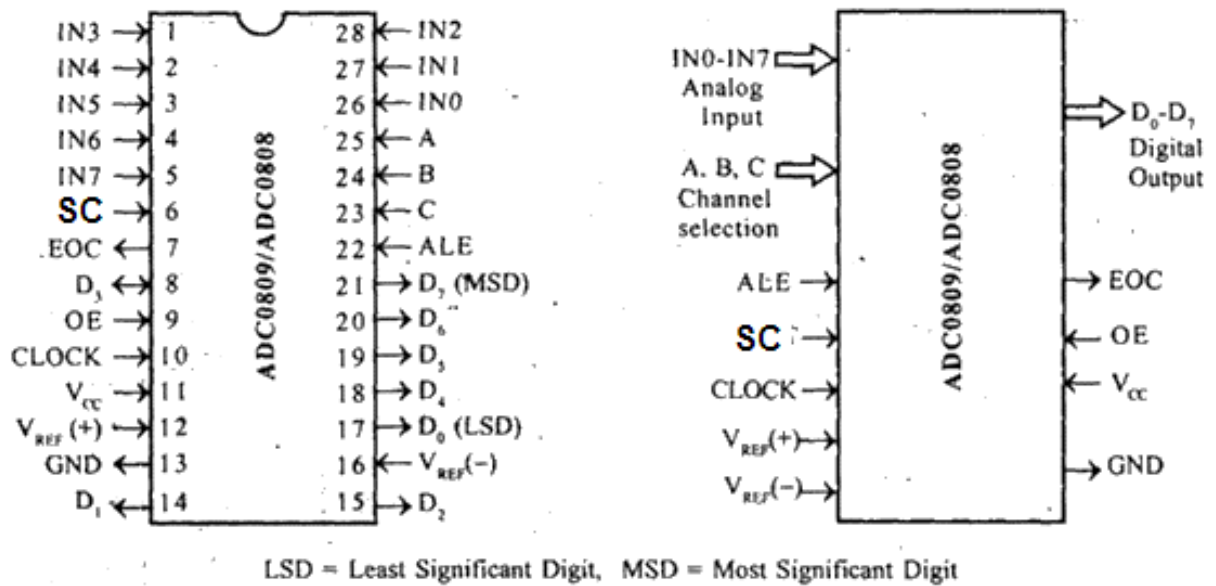 IN3 1 28 IN2
IN4 2 27 IN1
IN5 3 26 IN0
IN6 4 25 A
IN7 5 24 B
SC 6 23 C
EOC 7 22 ALE
D3 8 21 D7 (MSD)
OE 9 20 D6
CLOCK 10 19 D5
VCC 11 18 D4
VREF (+) 12 17 D0 (LSD)
GND 13 16 VREF(−)
D1 14 15 D2
ADC0809/ADC0808
IN0-IN7
Analog
Input
A. B, C
Channel
selection
ALE
SC
CLOCK
VREF(+)
VREF(−)
ADC0809/ADC0808
D0-D7
Digital
Output
EOC
OE
VCC
GND
LSD = Least Significant Digit, MSD = Most Significant Digit